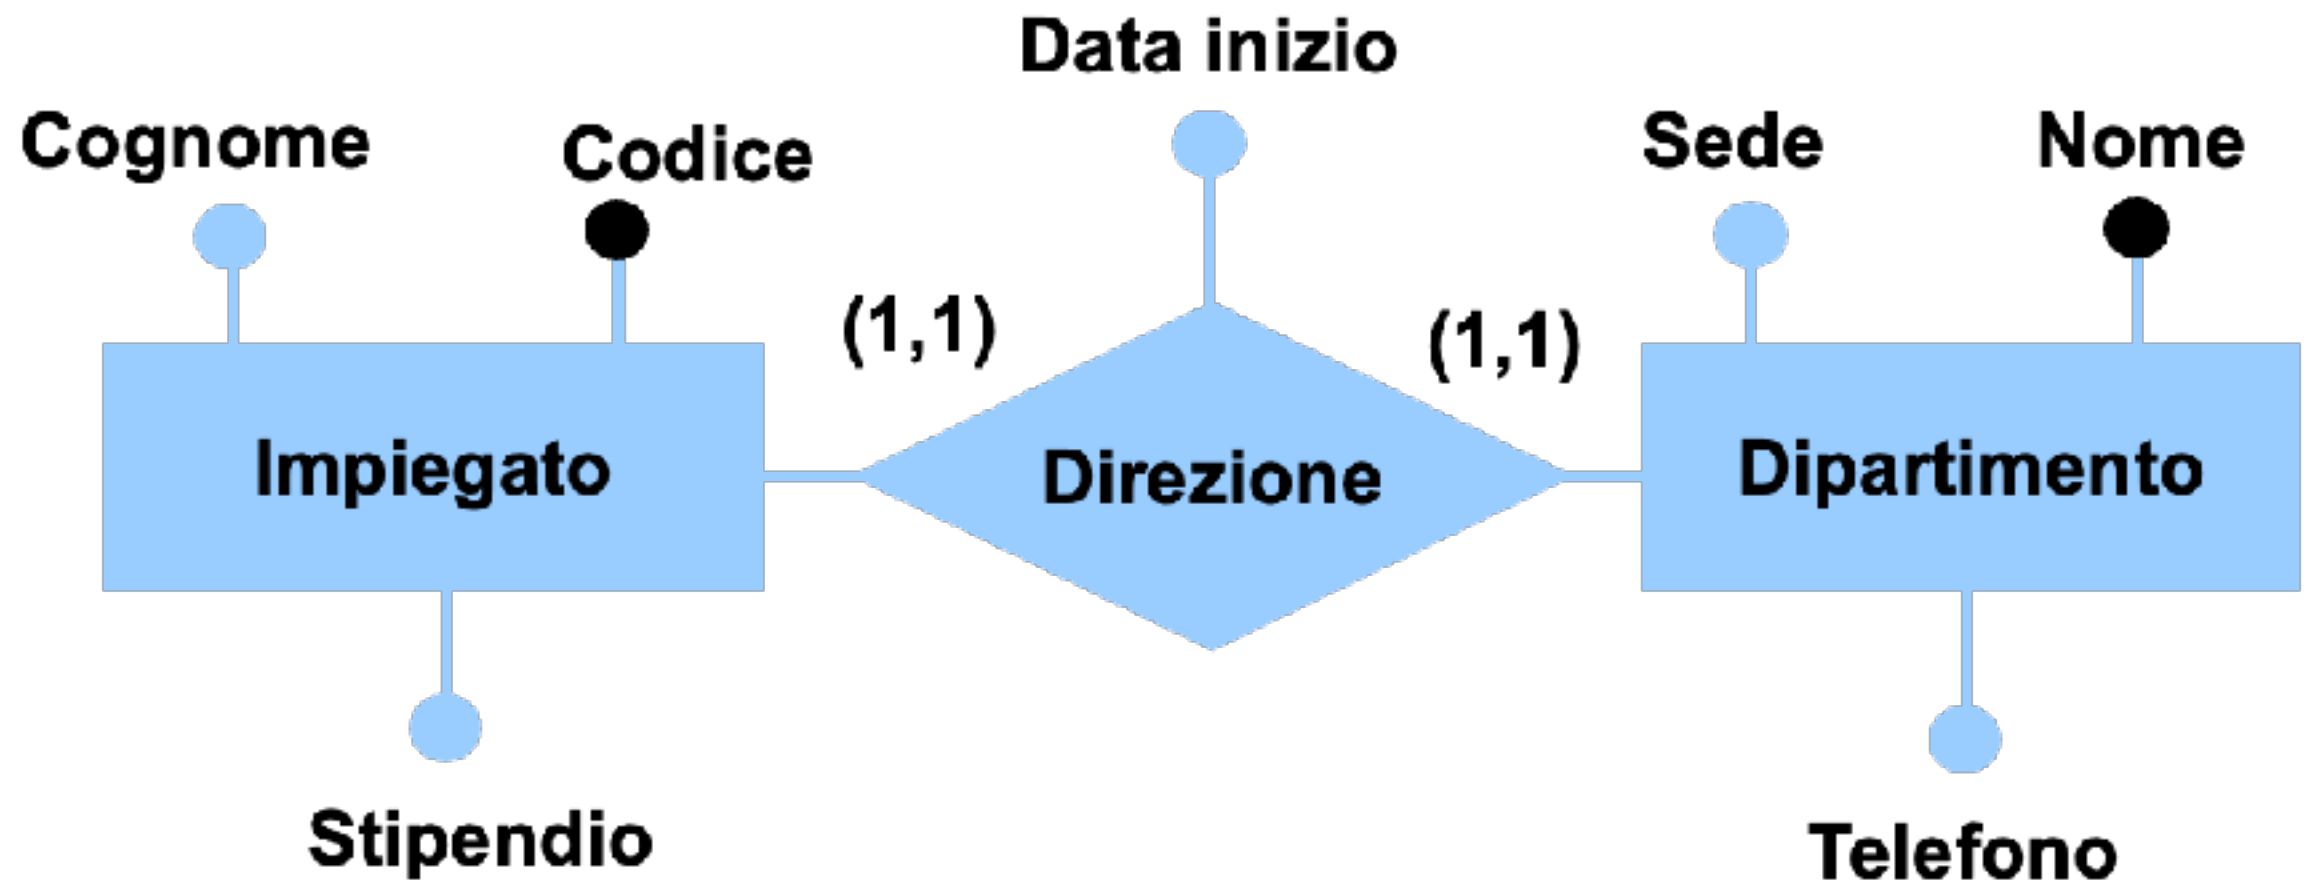 Data inizio
Cognome
Codice
Sede
Nome
(1,1)
(1,1)
Impiegato
Direzione
Dipartimento
Stipendio
Telefono